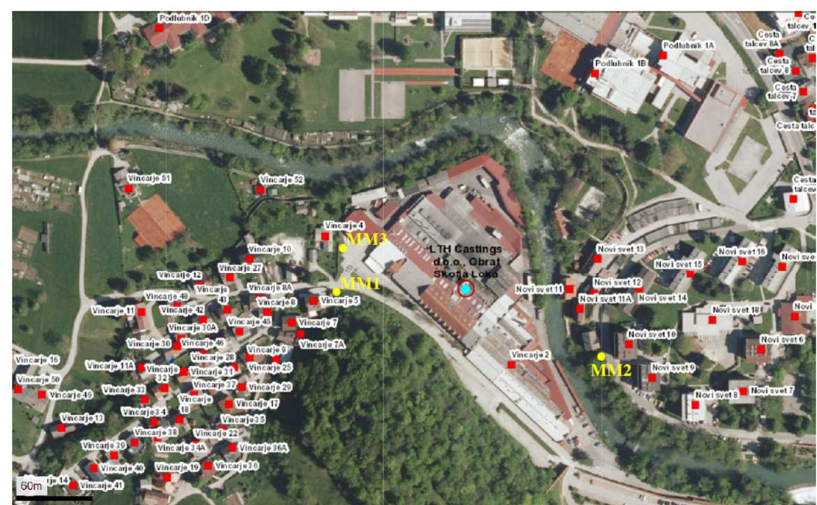 Podlubnik 1D
Podlubnik 1A
Podlubnik 1B
Cesta
talcev 8A
Cesta
talcev 8
Cesta
talcev 7
Cesta talc
Cesta
talcev
Vincarje 51
Vincarje 52
Vincarje 4
MM3
LTH Castings
d.o.o., Obrat
Škofja Loka
Vincarje 10
Vincarje 27
Vincarje 12
MM1
Vincarje 8A
Vincarje 48
Vincarje 11
Vincarje 42
Vincarje
Vincarje 5
Vincarje 30A
Vincarje 45
Vincarje 7
Vincarje 7A
Vincarje 46
Vincarje 9
Vincarje 28
Vincarje 25
Vincarje 16
Vincarje 11A
Vincarje 31
Vincarje
32
Vincarje 50
Vincarje 37
Vincarje 29
Vincarje 49
Vincarje 33
Vincarje
18
Vincarje 17
Vincarje 34
Vincarje 35
Vincarje 13
Vincarje 38
Vincarje 22
Vincarje 39
Vincarje 34A
Vincarje 36A
Vincarje 40
Vincarje 19
Vincarje 36
14
Vincarje 41
60m
Vincarje 2
MM2
Novi svet 13
Novi svet 16
Novi svet 15
Novi svet 11
Novi svet 12
Novi svet 11A
Novi svet 14
Novi svet 18
Novi
Novi svet 10
Novi svet 6
Novi svet 9
Novi svet 7
Novi svet 8